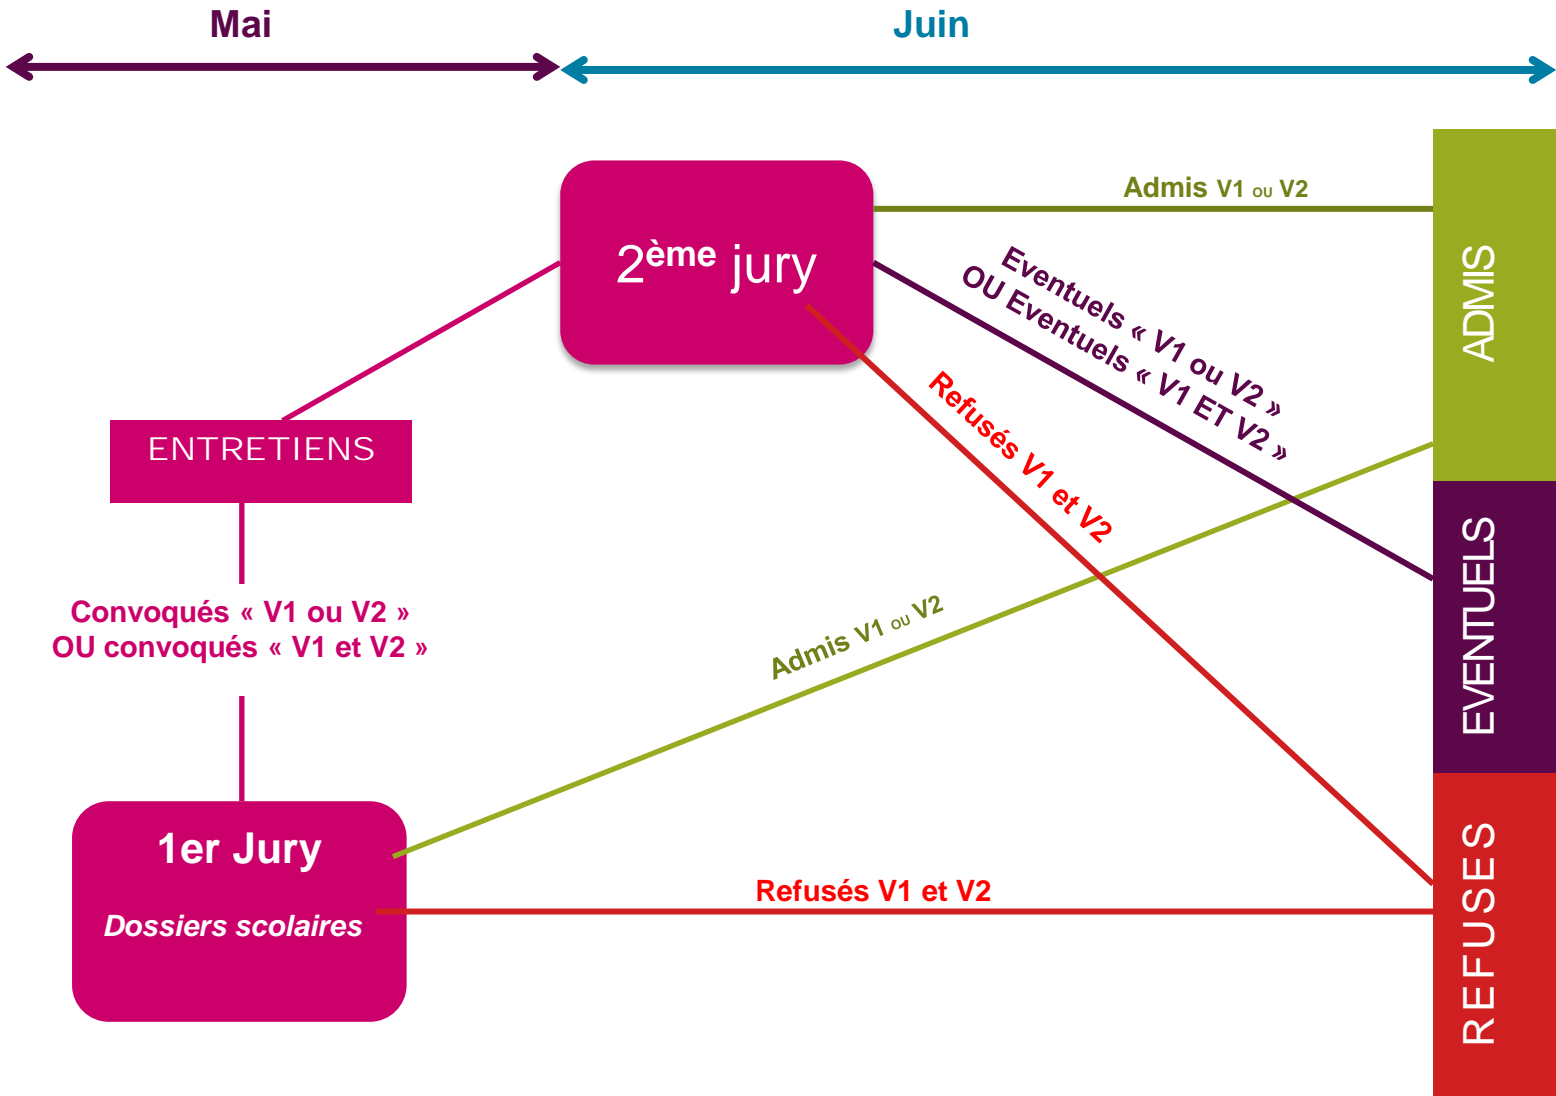 Mai
Juin
Admis V1 ou V2
2ème jury
Eventuels « V1 ou V2 »
OU Eventuels « V1 ET V2 »
Refusés V1 et V2
ENTRETIENS
Convoqués « V1 ou V2 »
OU convoqués « V1 et V2 »
Admis V1 ou V2
1er Jury
Dossiers scolaires
Refusés V1 et V2
ADMIS
EVENTUELS
REFUSES